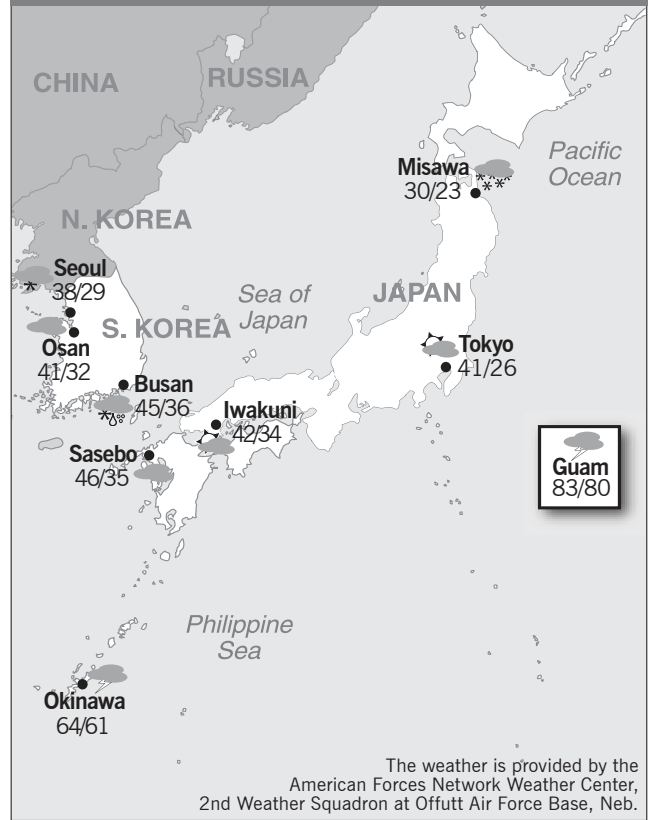 CHINA
RUSSIA
Pacific
Ocean
Misawa
30/23
N. KOREA
Seoul
38/29
Sea of
Japan
JAPAN
S. KOREA
Osan
41/32
Tokyo
41/26
Busan
45/36
Iwakuni
42/34
Sasebo
46/35
Guam
83/80
Philippine
Sea
Okinawa
64/61
The weather is provided by the
American Forces Network Weather Center,
2nd Weather Squadron at Offutt Air Force Base, Neb.